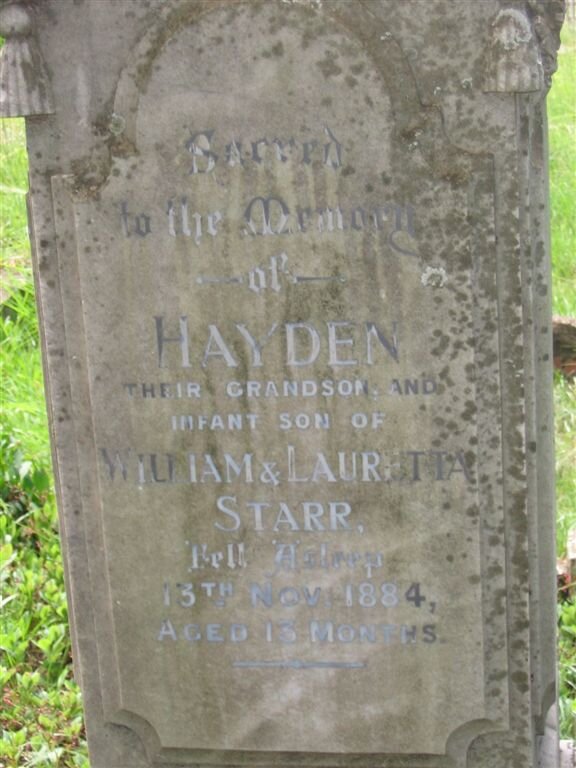 Sacred
to the Memory
of
HAYDEN
THEIR GRANDSON, AND
INFANT SON OF
WILLIAM & LAURETTA
STARR,
Fell Asleep
13TH NOV. 1884,
AGED 13 MONTHS.